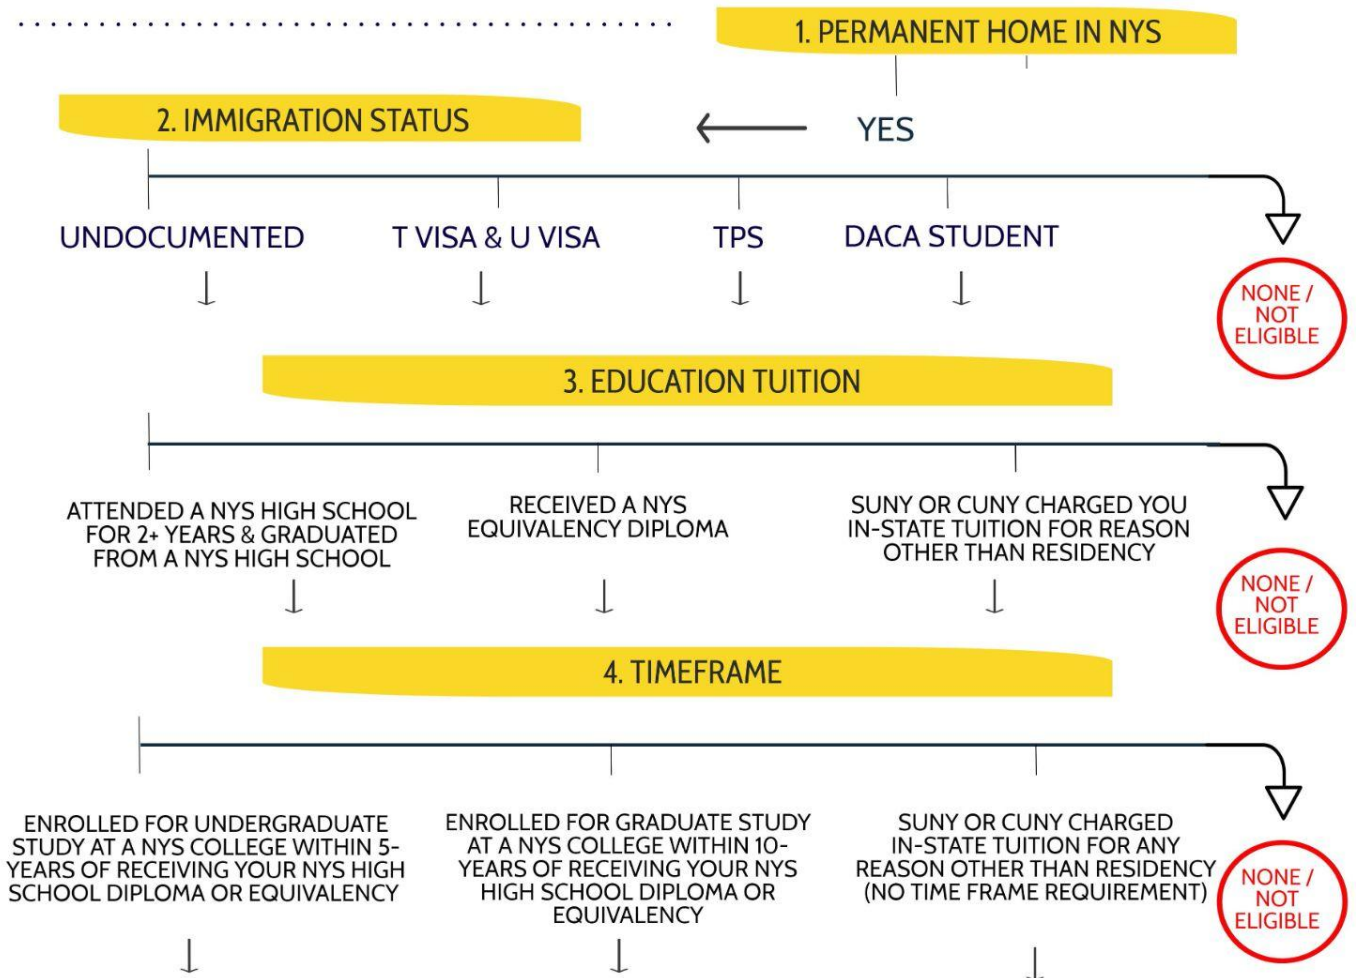 1. PERMANENT HOME IN NYS
2. IMMIGRATION STATUS
YES
UNDOCUMENTED
T VISA & U VISA
TPS
DACA STUDENT
NONE /
NOT
ELIGIBLE
3. EDUCATION TUITION
ATTENDED A NYS HIGH SCHOOL
FOR 2+ YEARS & GRADUATED
FROM A NYS HIGH SCHOOL
RECEIVED A NYS
EQUIVALENCY DIPLOMA
SUNY OR CUNY CHARGED YOU
IN-STATE TUITION FOR REASON
OTHER THAN RESIDENCY
NONE /
NOT
ELIGIBLE
4. TIMEFRAME
ENROLLED FOR UNDERGRADUATE
STUDY AT A NYS COLLEGE WITHIN 5-
YEARS OF RECEIVING YOUR NYS HIGH
SCHOOL DIPLOMA OR EQUIVALENCY
ENROLLED FOR GRADUATE STUDY
AT A NYS COLLEGE WITHIN 10-
YEARS OF RECEIVING YOUR NYS
HIGH SCHOOL DIPLOMA OR
EQUIVALENCY
SUNY OR CUNY CHARGED
IN-STATE TUITION FOR ANY
REASON OTHER THAN RESIDENCY
(NO TIME FRAME REQUIREMENT)
NONE /
NOT
ELIGIBLE